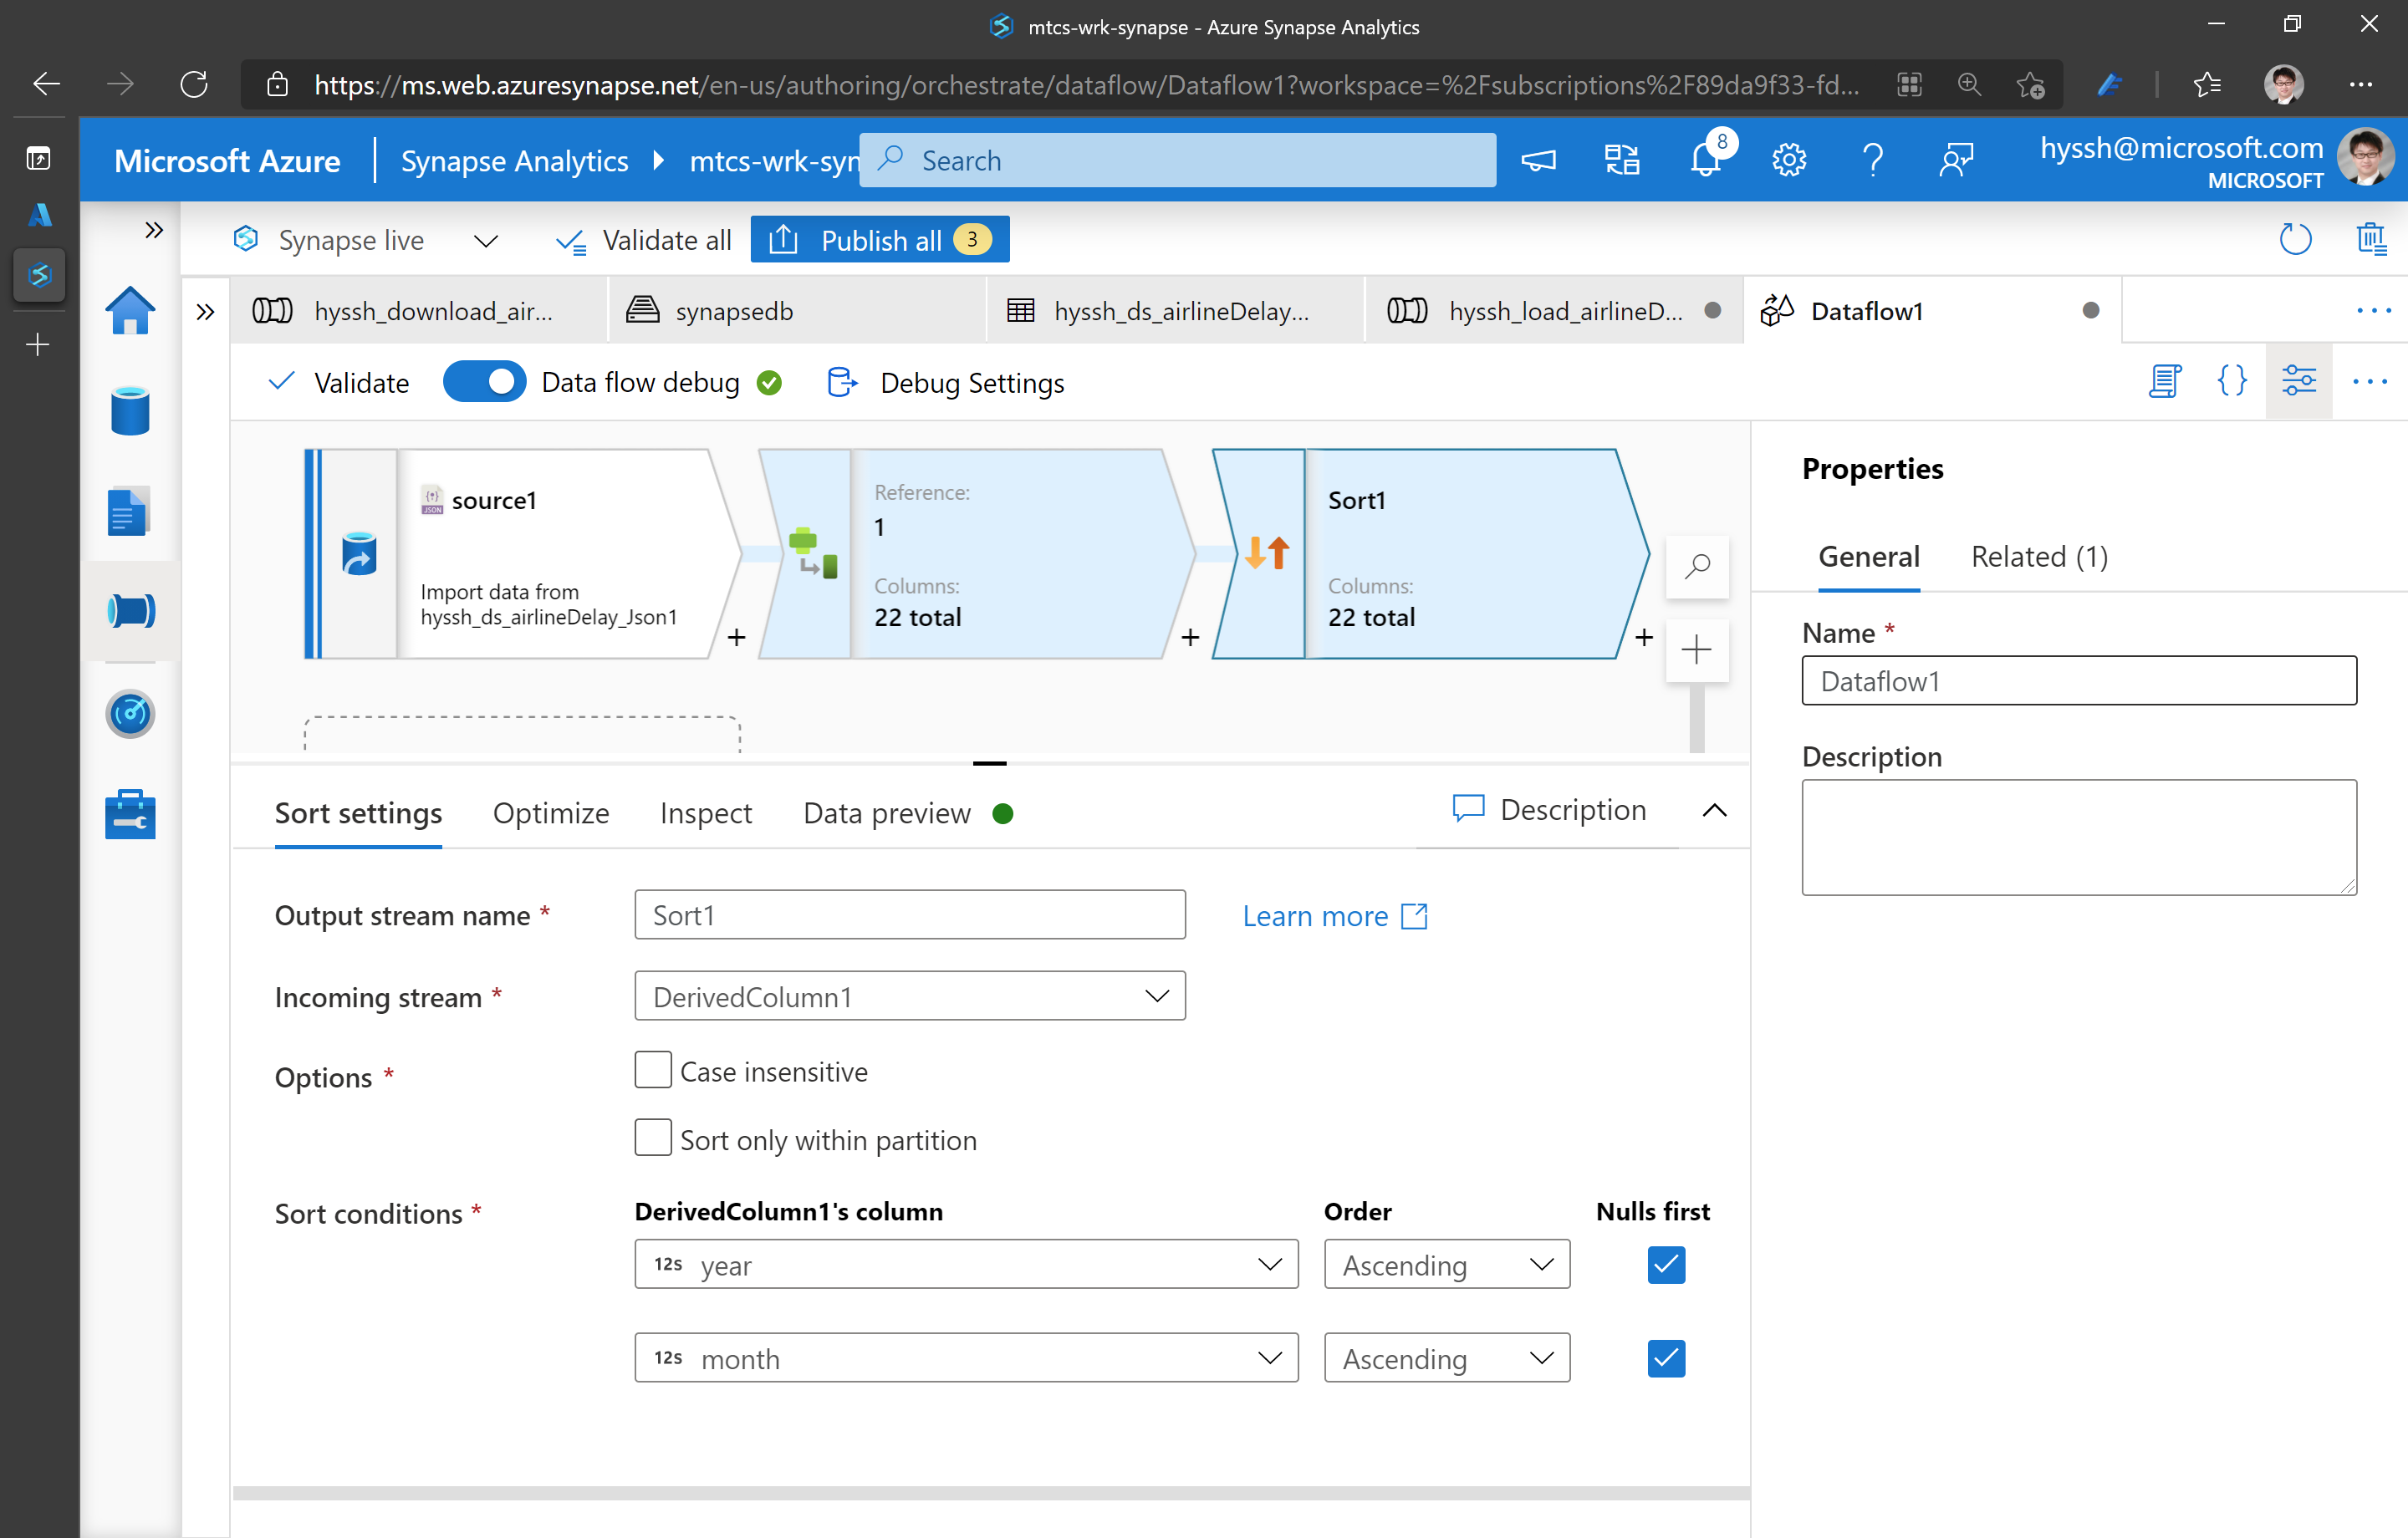 mtcs-wrk-synapse - Azure Synapse Analytics
https://ms.web.azuresynapse.net/en-us/authoring/orchestrate/dataflow/Dataflow1?workspace=%2Fsubscriptions%2F89da9f33-fd...
Microsoft Azure
Synapse Analytics
mtcs-wrk-syn
Search
8
hyssh@microsoft.com
MICROSOFT
Synapse live
Validate all
Publish all
3
hyssh_download_air...
synapsedb
hyssh_ds_airlineDelay...
hyssh_load_airlineD...
Dataflow1
Validate
Data flow debug
Debug Settings
{}
source1
JSON
Import data from
hyssh_ds_airlineDelay_Json1
+
Reference:
1
Columns:
22 total
+
Sort1
Columns:
22 total
+
Properties
General
Related (1)
Name *
Dataflow1
Description
Sort settings
Optimize
Inspect
Data preview
Description
Output stream name *
Sort1
Learn more
Incoming stream *
DerivedColumn1
Options *
Case insensitive
Sort only within partition
Sort conditions *
DerivedColumn1's column
Order
Nulls first
12s year
Ascending
12s month
Ascending